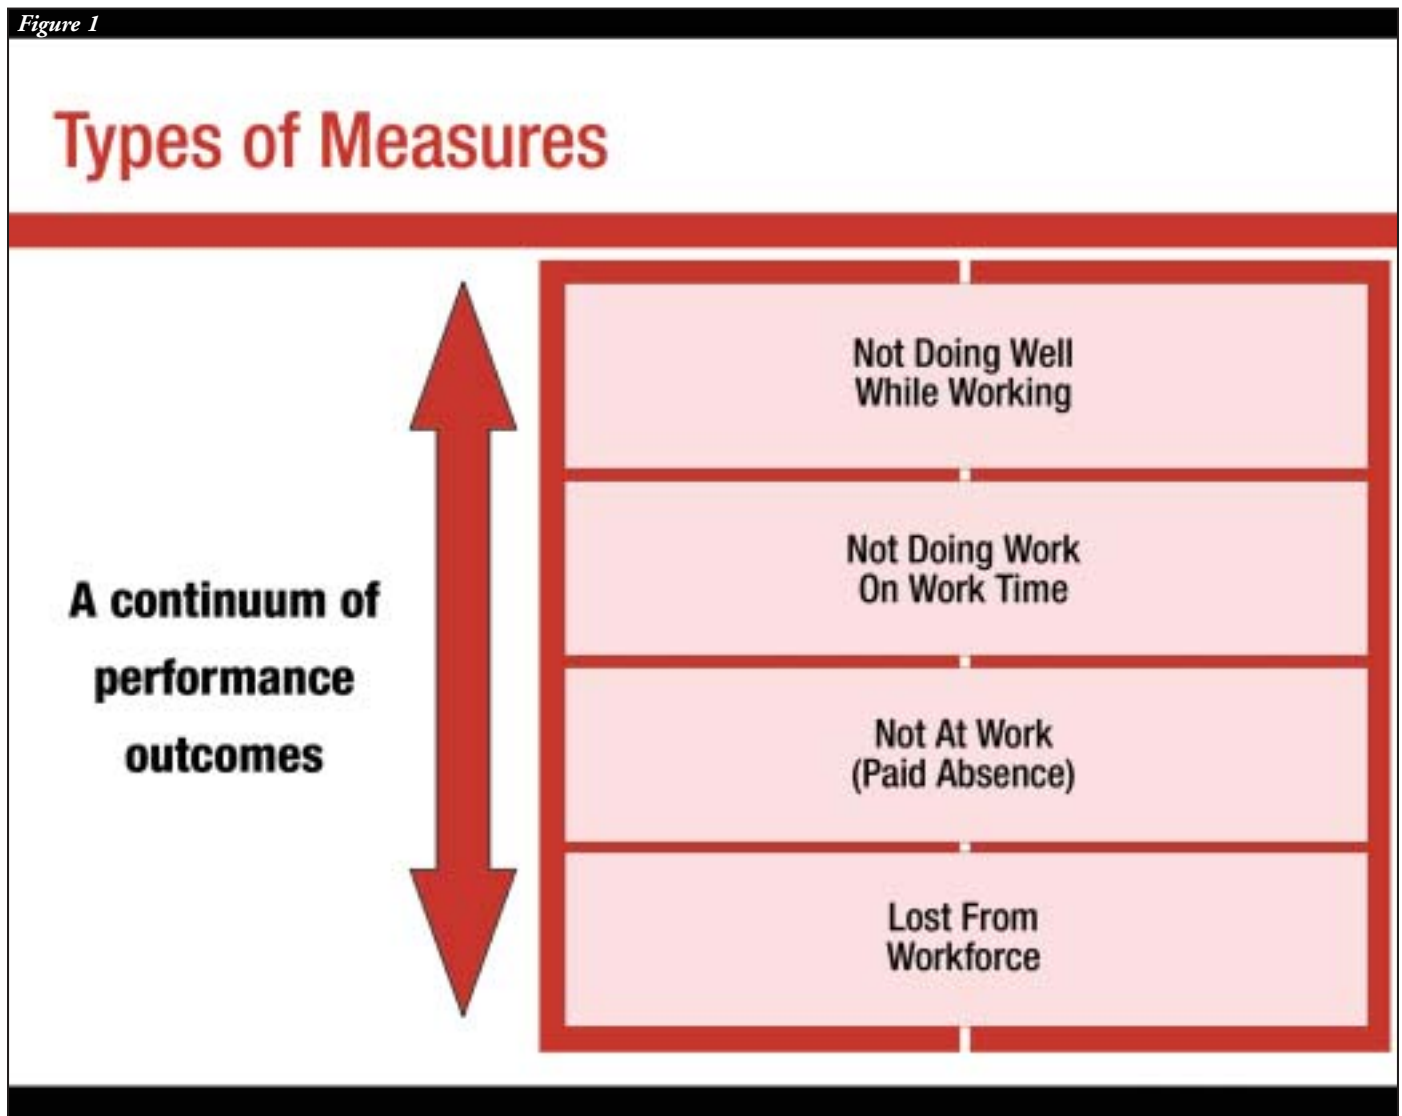 Figure 1
Types of Measures
A continuum of
performance
outcomes
Not Doing Well
While Working
Not Doing Work
On Work Time
Not At Work
(Paid Absence)
Lost From
Workforce